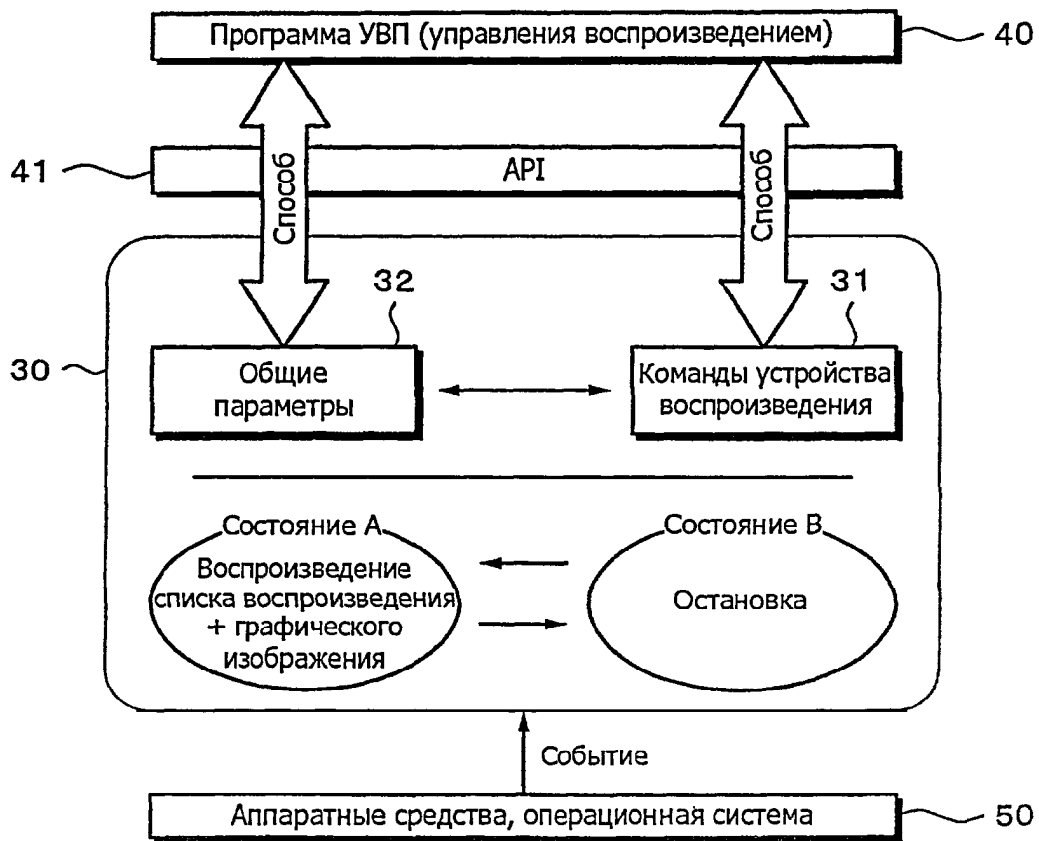 Программа УВП (управления воспроизведением)
40
41
API
Способ
Способ
32
31
30
Общие
параметры
Команды устройства
воспроизведения
Состояние А
Состояние В
Воспроизведение
списка воспроизведения
+ графического
изображения
Остановка
Событие
Аппаратные средства, операционная система
50